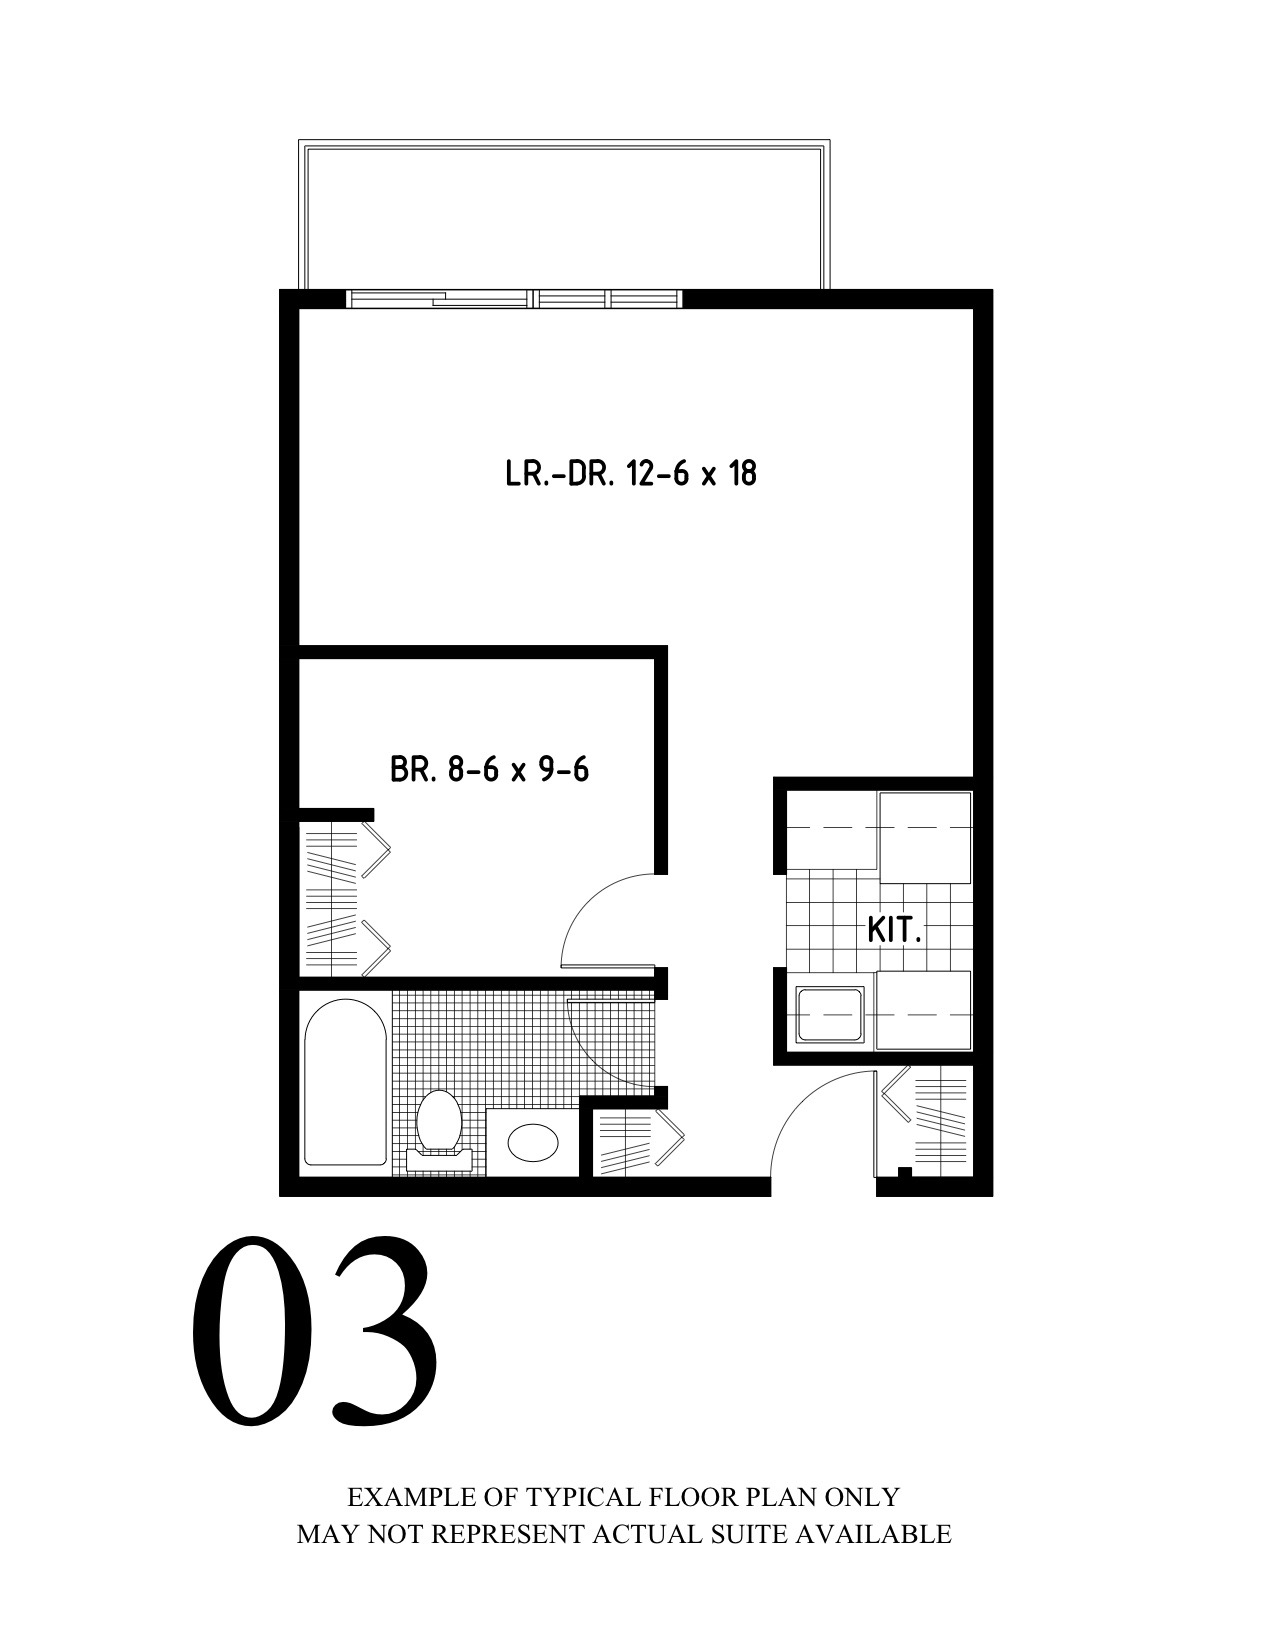 LR.-DR. 12-6 x 18
BR. 8-6 x 9-6
KIT.
03
EXAMPLE OF TYPICAL FLOOR PLAN ONLY
MAY NOT REPRESENT ACTUAL SUITE AVAILABLE